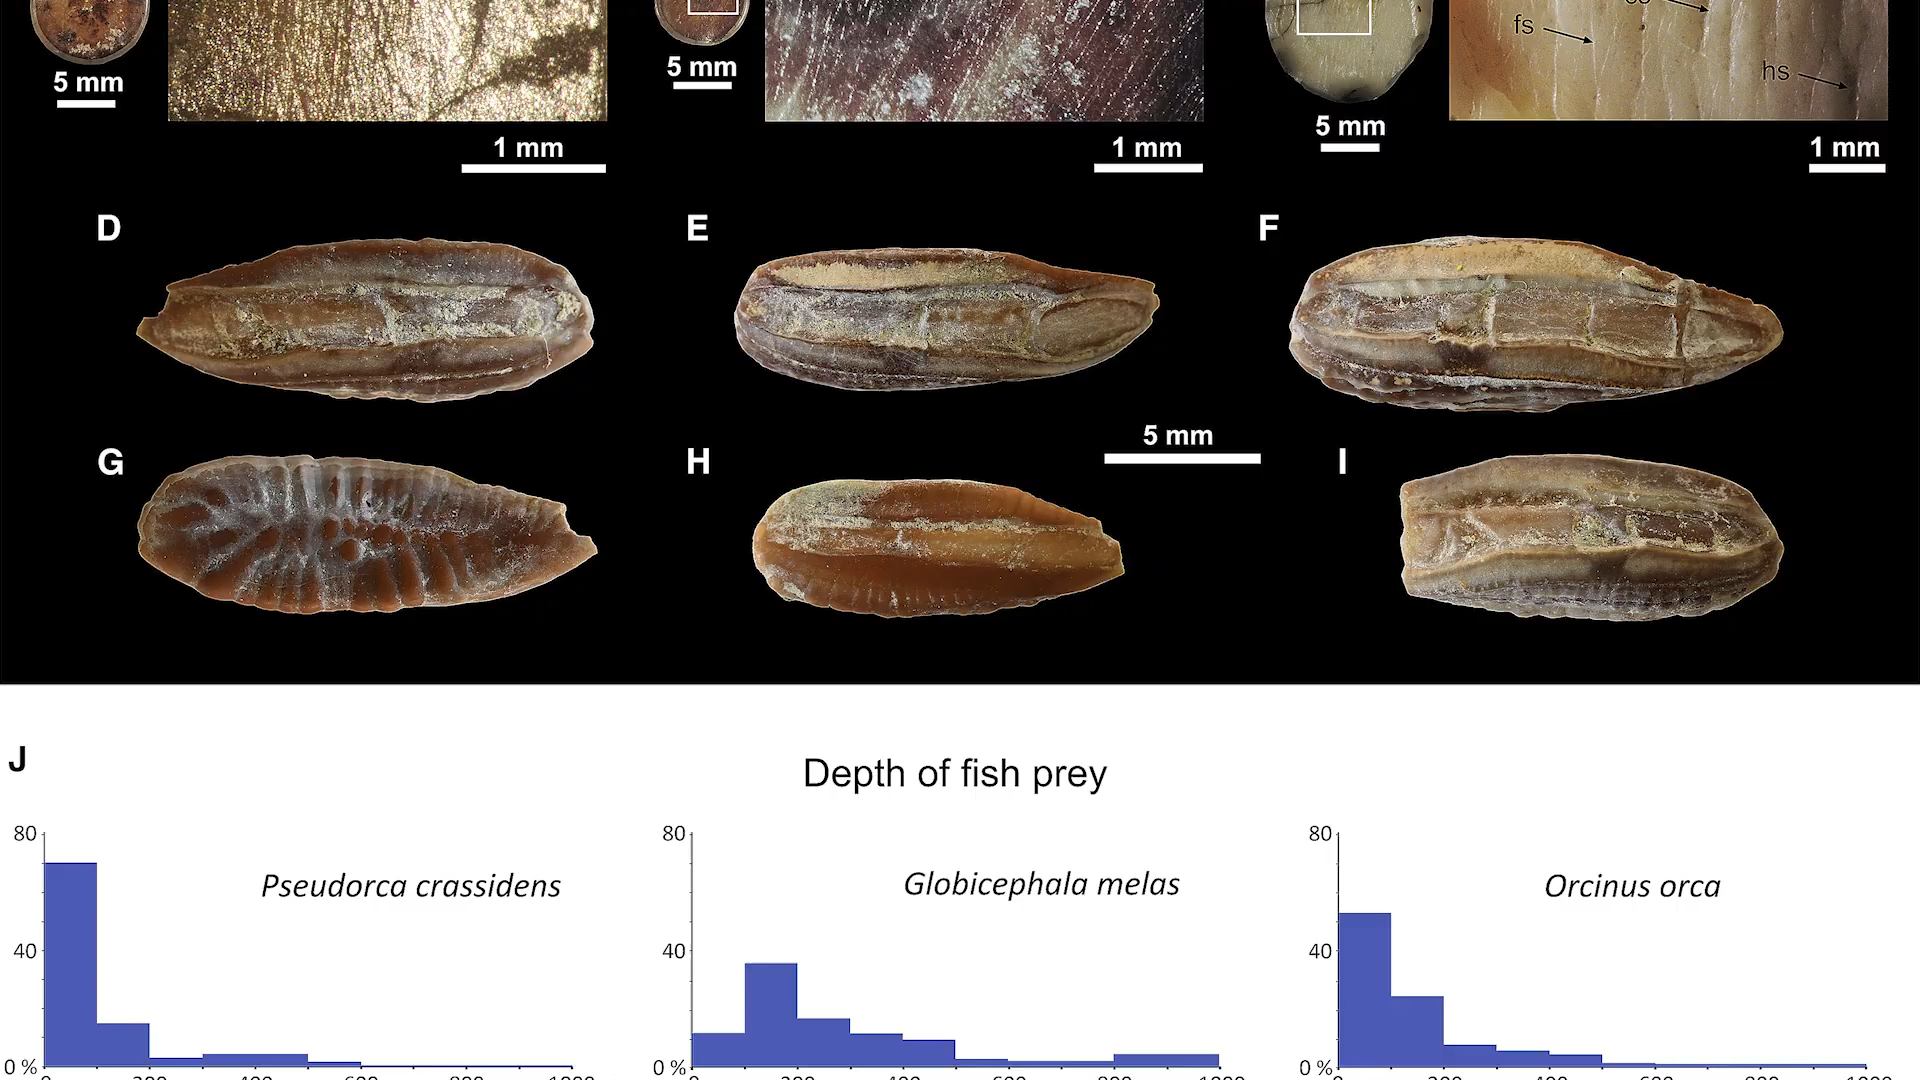 fs
hs
5 mm
5 mm
5 mm
1 mm
1 mm
1 mm
D
E
F
5 mm
G
H
I
J
Depth of fish prey
80
40
0 %
Pseudorca crassidens
80
40
0 %
Globicephala melas
80
40
0 %
Orcinus orca